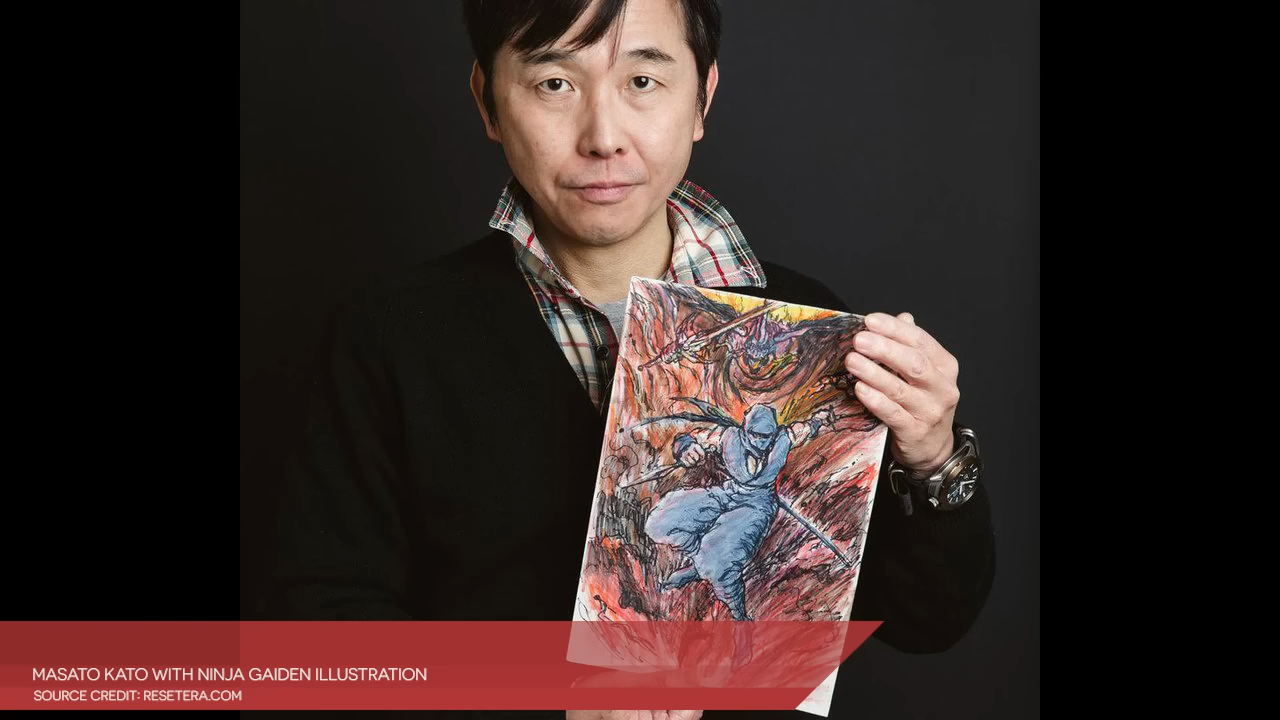 MASATO KATO WITH NINJA GAIDEN ILLUSTRATION
SOURCE CREDIT: RESETERA.COM